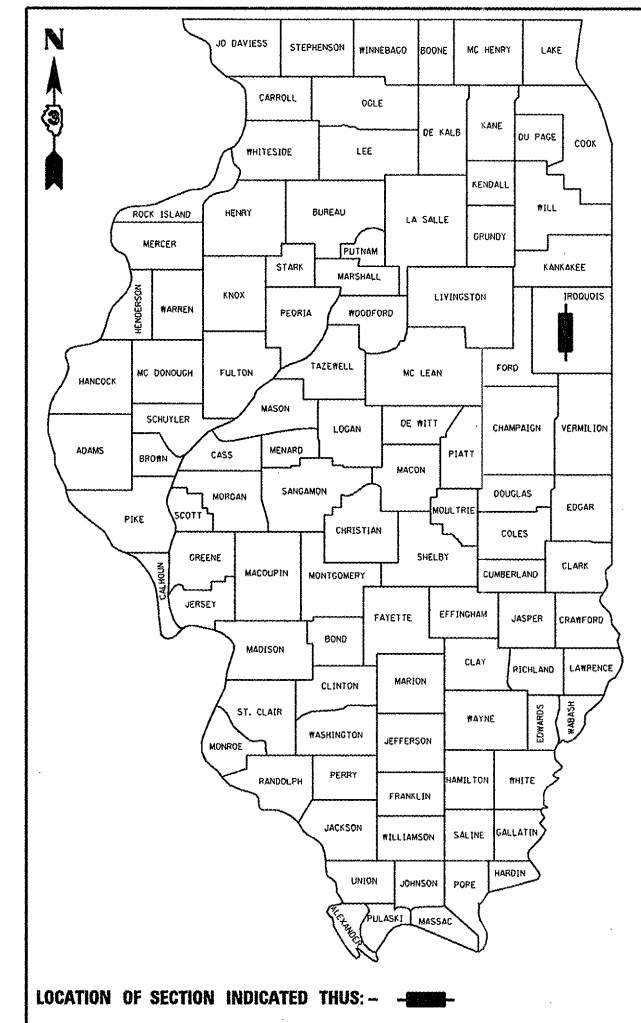 JO DAVIESS STEPHENSON WINNEBAGO BOONE MC HENRY LAKE
N
CARROLL OGLE
DE KALB KANE DU PAGE COOK
3
WHITESIDE LEE
KENDALL
WILL
ROCK ISLAND HENRY BUREAU LA SALLE
GRUNDY
MERCER PUTNAM
STARK KANKAKEE
MARSHALL
HENDERSON WARREN KNOX LIVINGSTON IROQUOIS
PEORIA WOODFORD
TAZEWELL FORD
HANCOCK MC DONOUGH FULTON MC LEAN
MASON
SCHUYLER LOGAN DE WITT CHAMPAIGN VERMILION
ADAMS BROWN CASS MENARD PIATT
MACON
MORGAN SANGAMON DOUGLAS
PIKE SCOTT MOULTRIE EDGAR
CHRISTIAN COLES
GREENE MACOUPIN SHELBY
CALHOUN MONTGOMERY CUMBERLAND CLARK
JERSEY FAYETTE EFFINGHAM JASPER CRAWFORD
MADISON BOND
CLAY RICHLAND LAWRENCE
CLINTON MARION
ST. CLAIR WAYNE EDWARDS WABASH
WASHINGTON JEFFERSON
MONROE
RANDOLPH PERRY HAMILTON WHITE
FRANKLIN
JACKSON WILLIAMSON SALINE GALLATIN
UNION JOHNSON POPE HARDIN
ALEXANDER PULASKI MASSAC
LOCATION OF SECTION INDICATED THUS: -